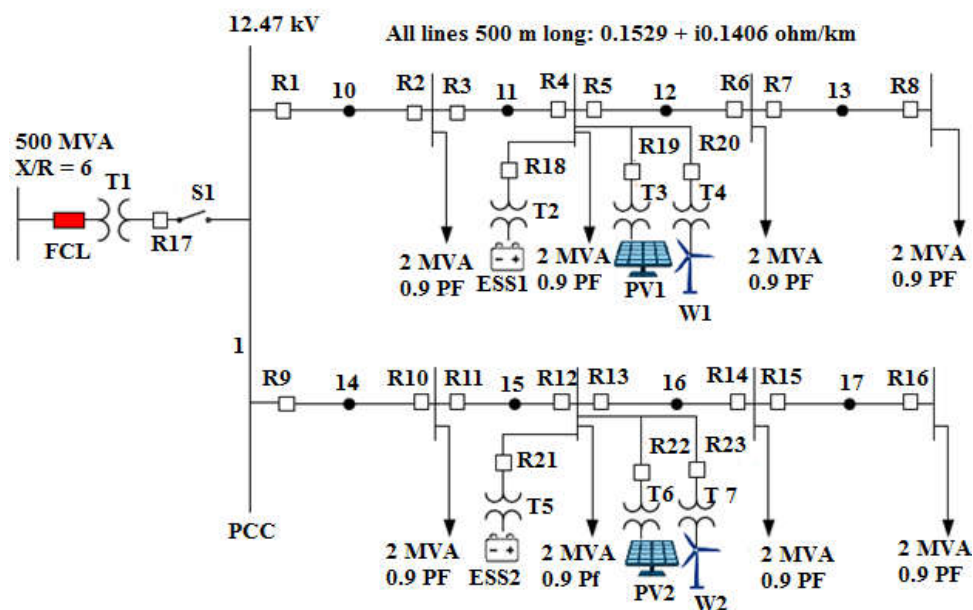 12.47 kV
All lines 500 m long: 0.1529 + i0.1406 ohm/km
R1
10
R2
R3
11
R4
R5
12
R6
R7
13
R8
500 MVA
X/R = 6
T1
S1
FCL
R17
R18
R19
R20
T2
T3
T4
2 MVA
0.9 PF
ESS1
2 MVA
0.9 PF
PV1
W1
2 MVA
0.9 PF
2 MVA
0.9 PF
1
R9
14
R10
R11
15
R12
R13
16
R14
R15
17
R16
R21
R22
R23
T5
T6
T 7
PCC
2 MVA
0.9 PF
ESS2
2 MVA
0.9 Pf
PV2
W2
2 MVA
0.9 PF
2 MVA
0.9 PF